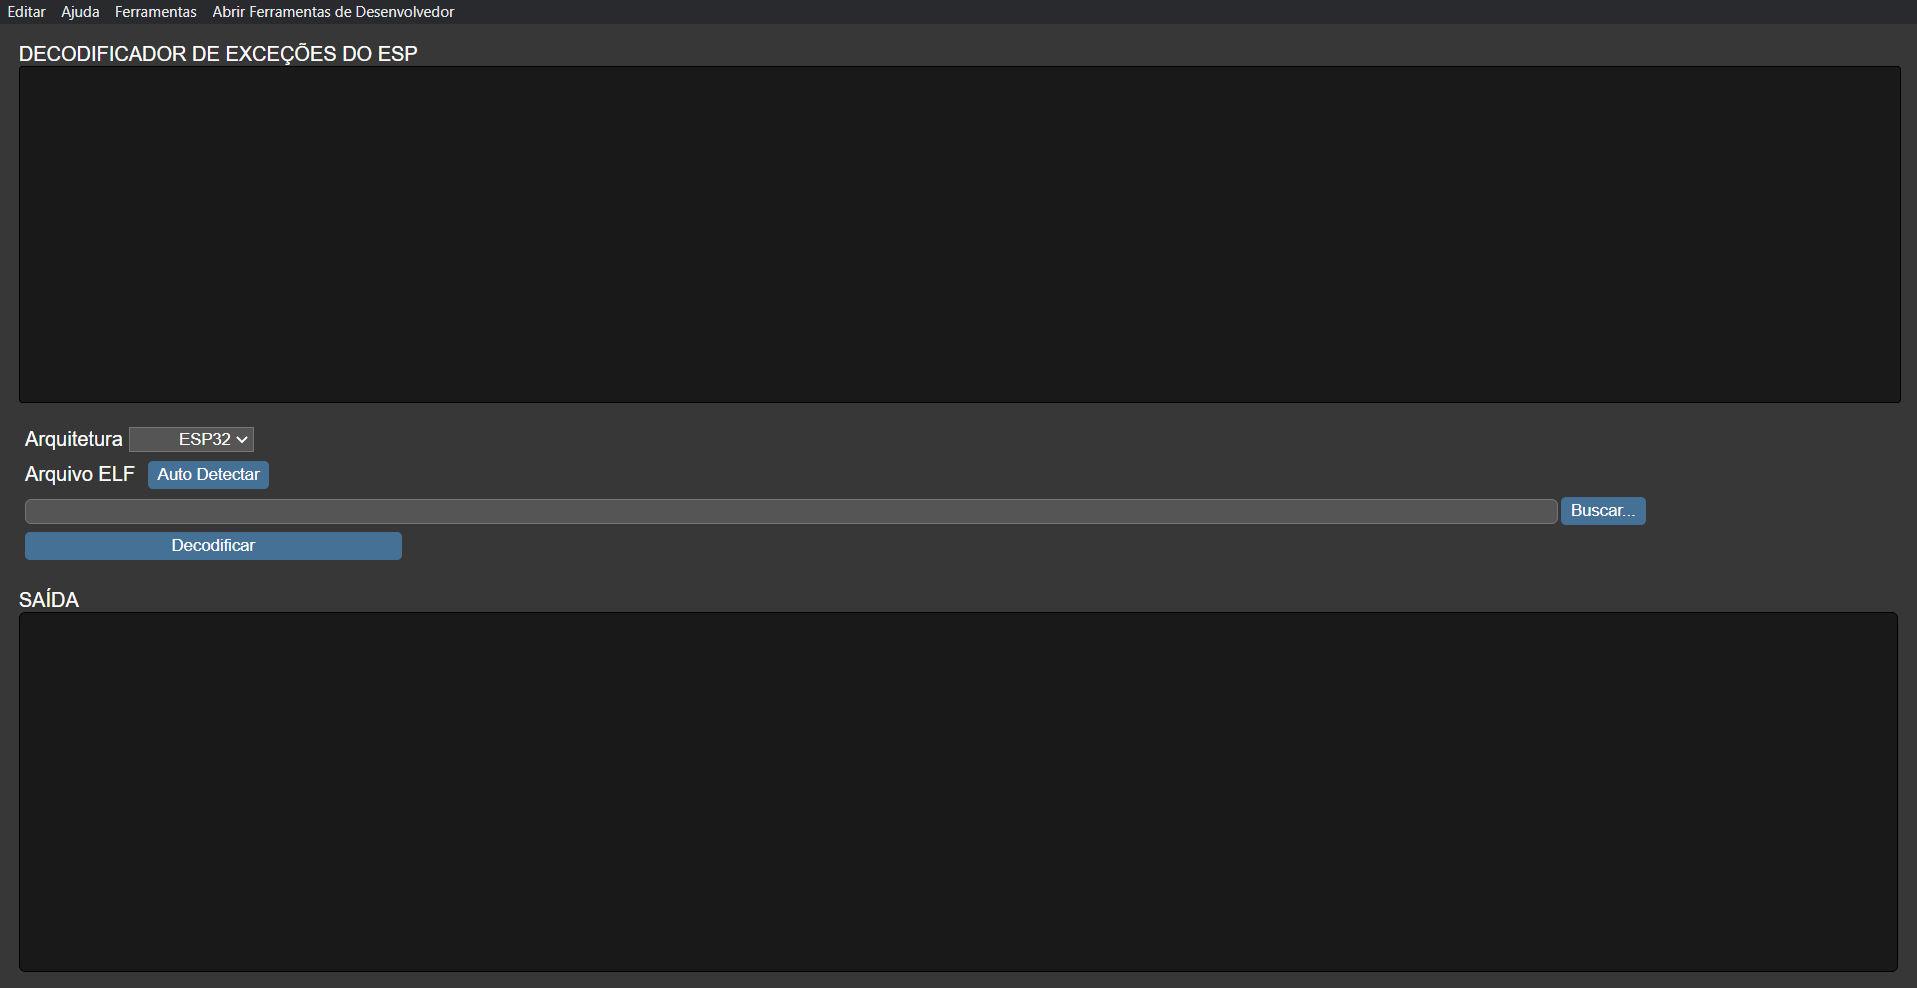 Editar Ajuda Ferramentas Abrir Ferramentas de Desenvolvedor
DECODIFICADOR DE EXCEÇÕES DO ESP
Arquitetura ESP32
Arquivo ELF Auto Detectar
Buscar...
Decodificar
SAÍDA